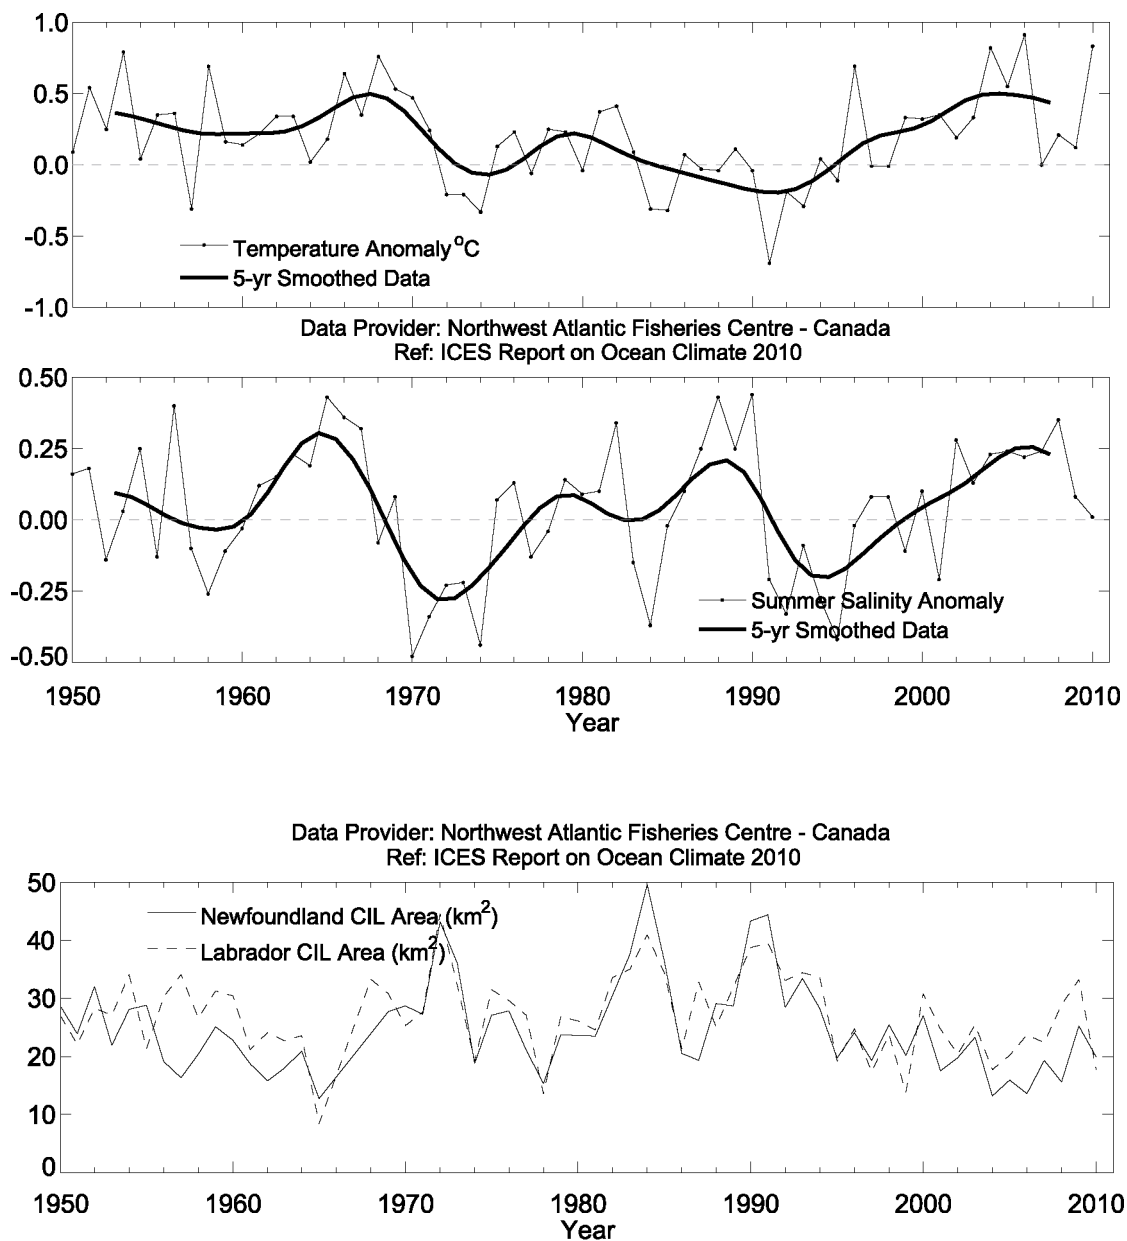 1.0
0.5
0.0
-0.5
-1.0
Temperature Anomaly °C
5-yr Smoothed Data
Data Provider: Northwest Atlantic Fisheries Centre - Canada
Ref: ICES Report on Ocean Climate 2010
0.50
0.25
0.00
-0.25
-0.50
Summer Salinity Anomaly
5-yr Smoothed Data
1950 1960 1970 1980 1990 2000 2010
Year
Data Provider: Northwest Atlantic Fisheries Centre - Canada
Ref: ICES Report on Ocean Climate 2010
50
40
30
20
10
0
Newfoundland CIL Area (km²)
Labrador CIL Area (km²)
1950 1960 1970 1980 1990 2000 2010
Year